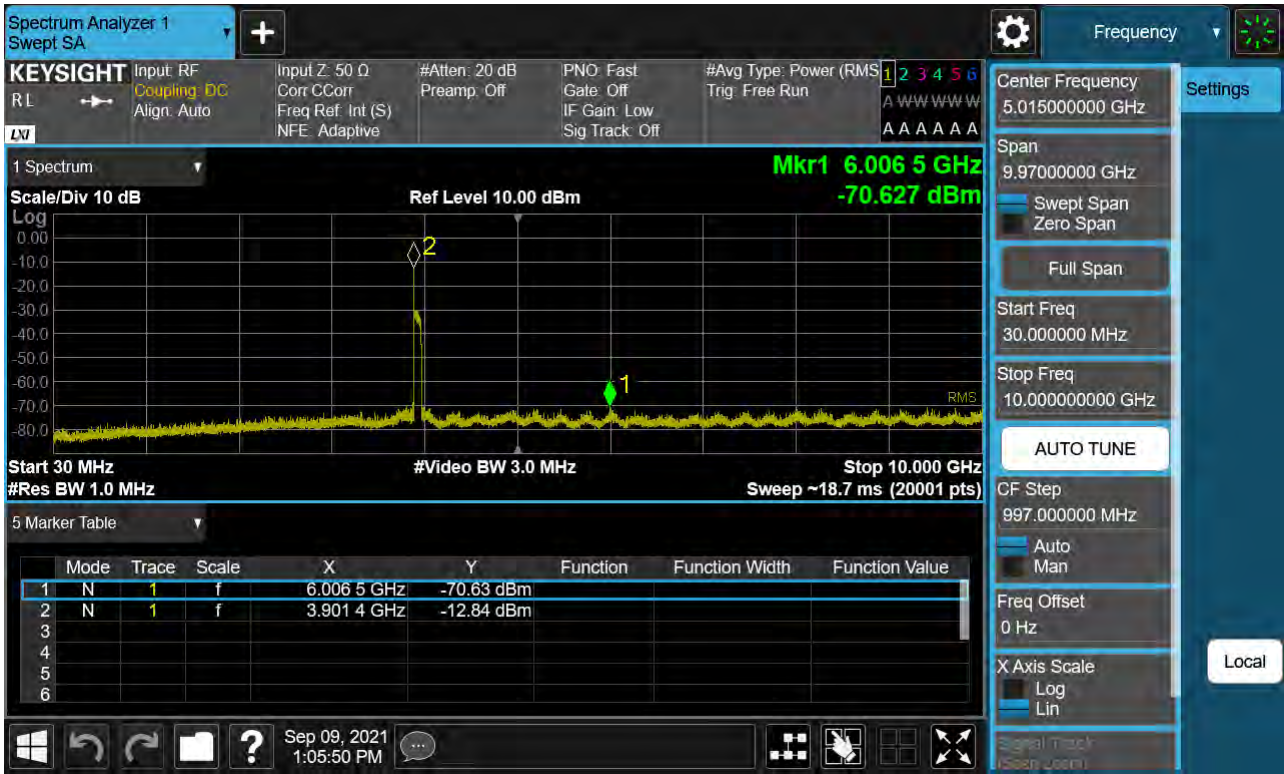 Spectrum Analyzer 1
Swept SA
+
Frequency
KEYSIGHT
RL
LXI
Input: RF
Coupling: DC
Align: Auto
Input Z: 50 Ω
Corr CCorr
Freq Ref: Int (S)
NFE: Adaptive
#Atten: 20 dB
Preamp: Off
PNO: Fast
Gate: Off
IF Gain: Low
Sig Track: Off
#Avg Type: Power (RMS
Trig: Free Run
1 2 3 4 5 6
A W W W W W
A A A A A A
1 Spectrum
Mkr1 6.006 5 GHz
Scale/Div 10 dB
Ref Level 10.00 dBm
-70.627 dBm
Log
0.00
-10.0
-20.0
-30.0
-40.0
-50.0
-60.0
-70.0
-80.0
2
1
RMS
Start 30 MHz
#Video BW 3.0 MHz
Stop 10.000 GHz
#Res BW 1.0 MHz
Sweep ~18.7 ms (20001 pts)
5 Marker Table
Mode Trace Scale X Y Function Function Width Function Value
1 N 1 f 6.006 5 GHz -70.63 dBm
2 N 1 f 3.901 4 GHz -12.84 dBm
3
4
5
6
Sep 09, 2021
1:05:50 PM
?
Center Frequency
5.015000000 GHz
Settings
Span
9.97000000 GHz
Swept Span
Zero Span
Full Span
Start Freq
30.000000 MHz
Stop Freq
10.000000000 GHz
AUTO TUNE
CF Step
997.000000 MHz
Auto
Man
Freq Offset
0 Hz
X Axis Scale
Log
Lin
Signal Track
(Span Zoom)
Local